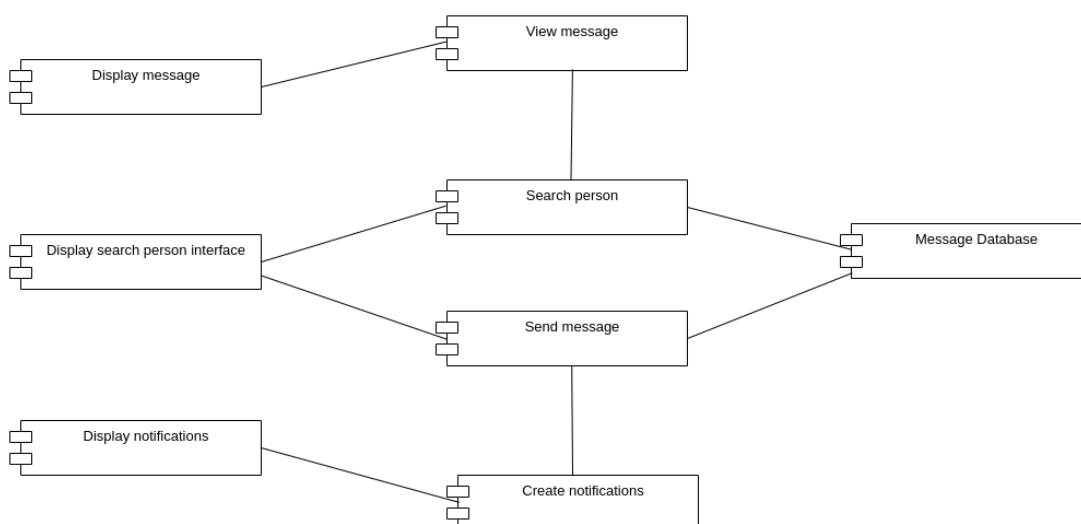 View message
Display message
Search person
Message Database
Display search person interface
Send message
Display notifications
Create notifications